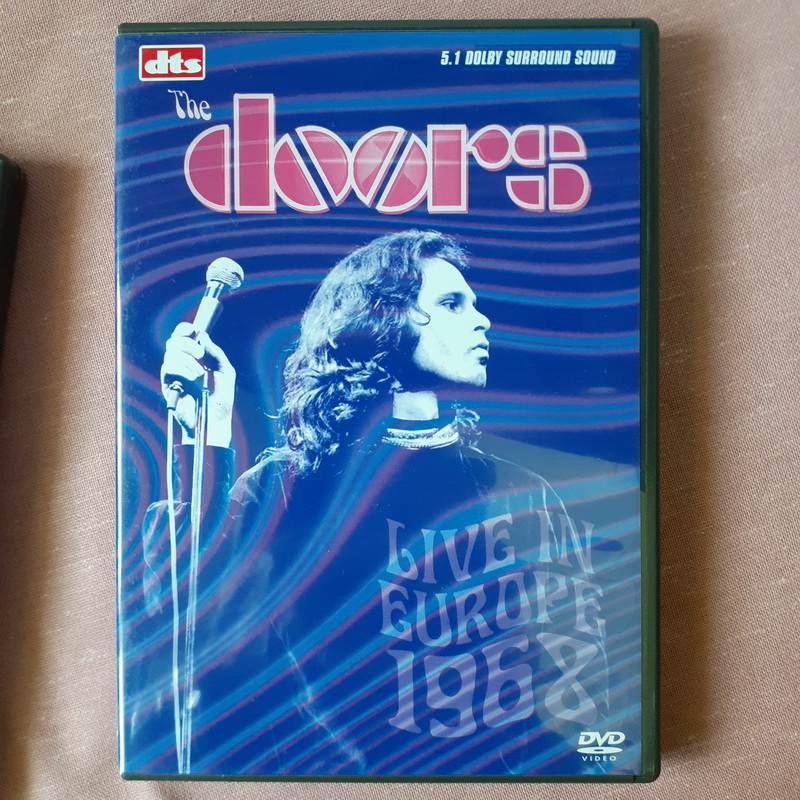 dts
5.1 DOLBY SURROUND SOUND
The
doors
LIVE IN
EUROPE
1968
DVD
VIDEO